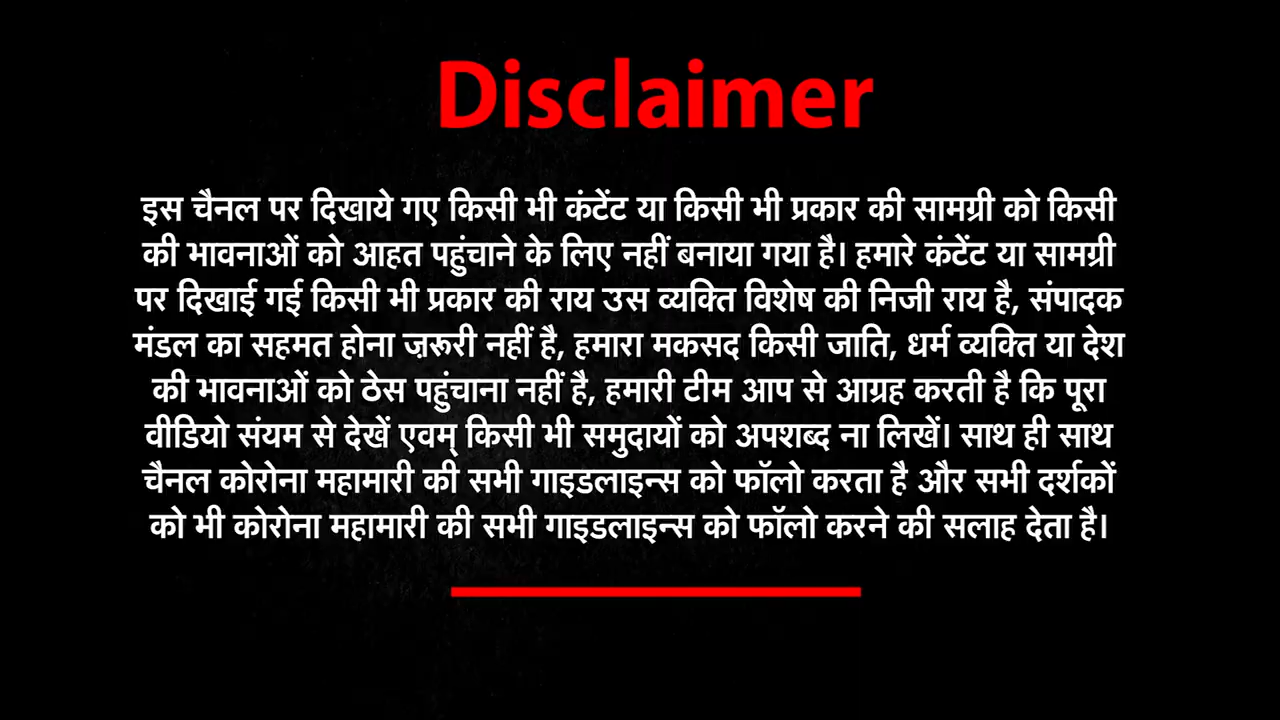 Disclaimer
इस चैनल पर दिखाये गए किसी भी कंटेंट या किसी भी प्रकार की सामग्री को किसी
की भावनाओं को आहत पहुंचाने के लिए नहीं बनाया गया है। हमारे कंटेंट या सामग्री
पर दिखाई गई किसी भी प्रकार की राय उस व्यक्ति विशेष की निजी राय है, संपादक
मंडल का सहमत होना ज़रूरी नहीं है, हमारा मकसद किसी जाति, धर्म व्यक्ति या देश
की भावनाओं को ठेस पहुंचाना नहीं है, हमारी टीम आप से आग्रह करती है कि पूरा
वीडियो संयम से देखें एवम् किसी भी समुदायों को अपशब्द ना लिखें। साथ ही साथ
चैनल कोरोना महामारी की सभी गाइडलाइन्स को फॉलो करता है और सभी दर्शकों
को भी कोरोना महामारी की सभी गाइडलाइन्स को फॉलो करने की सलाह देता है।